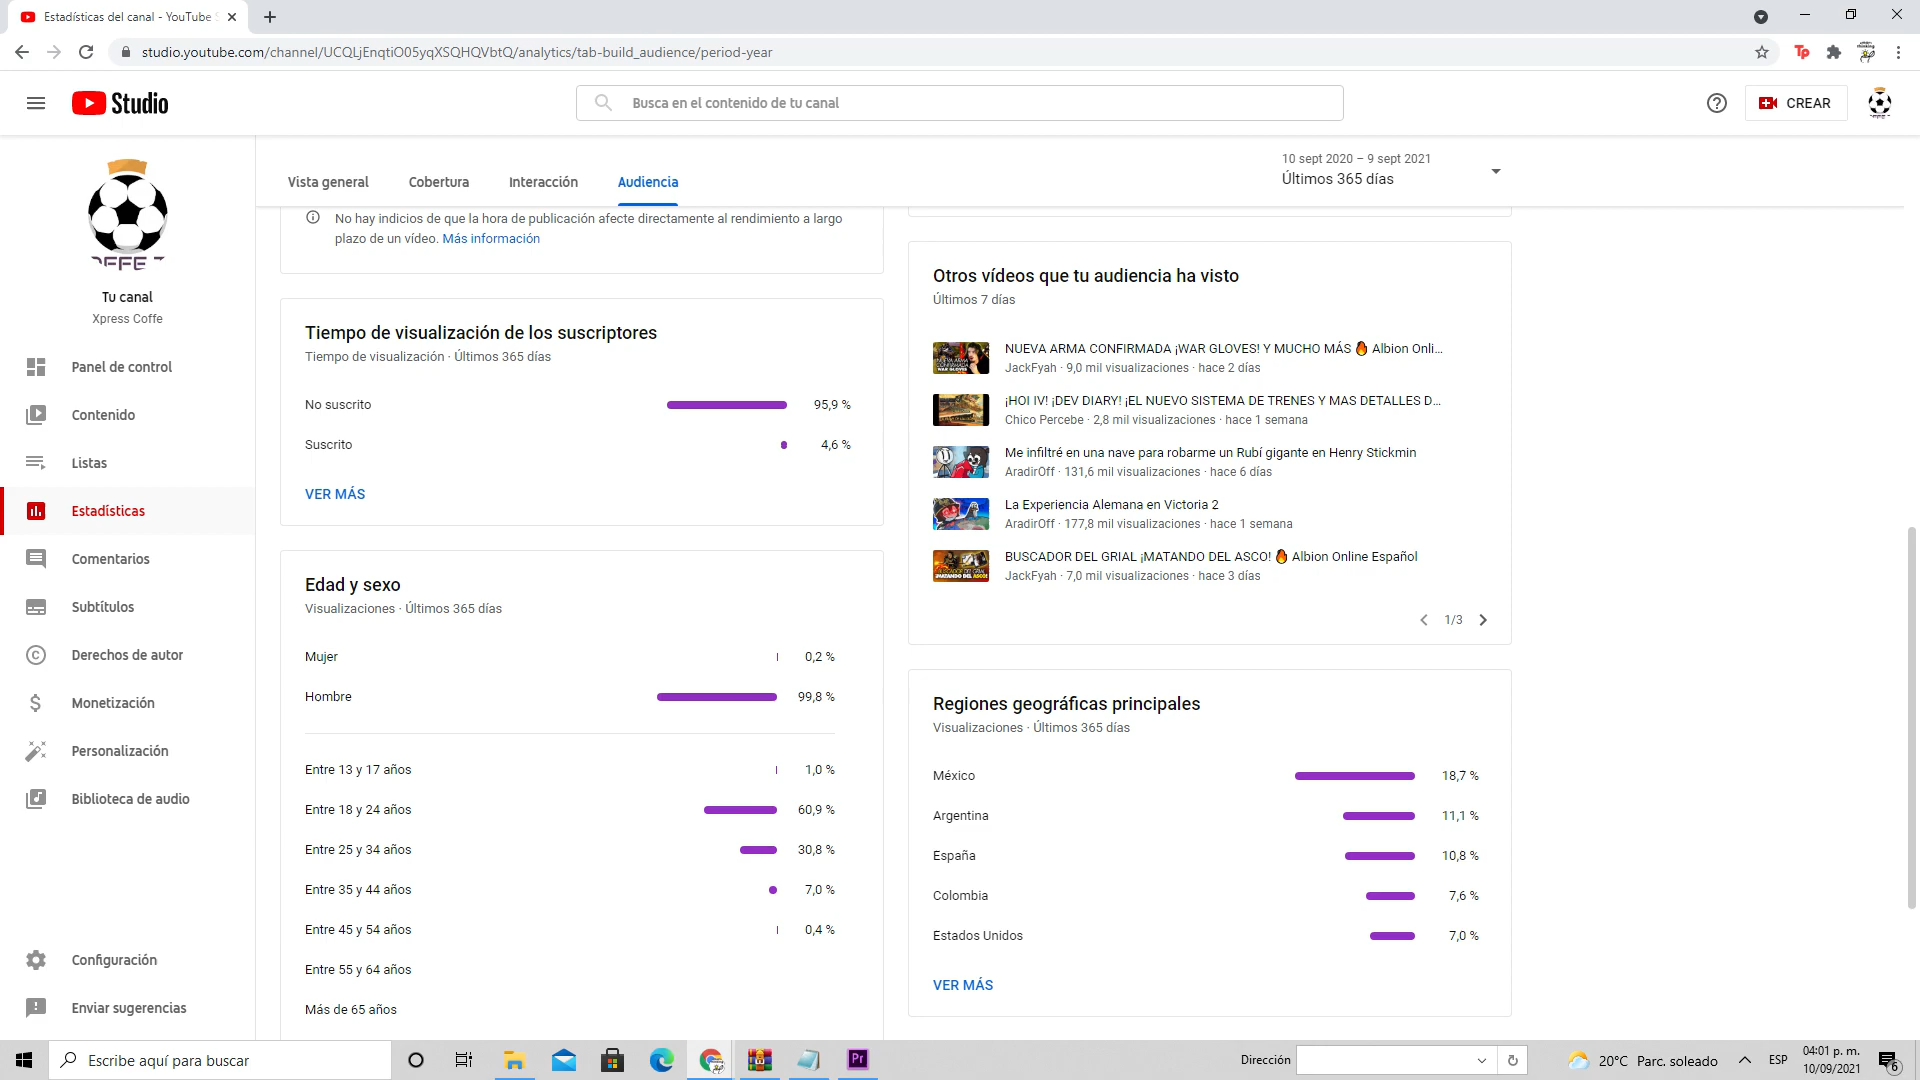 Estadísticas del canal - YouTube S
studio.youtube.com/channel/UCQLjEnqtiO05yqXSQHQVbtQ/analytics/tab-build_audience/period-year
Studio
Busca en el contenido de tu canal
CREAR
Tu canal
Xpress Coffe
Panel de control
Contenido
Listas
Estadísticas
Comentarios
Subtítulos
Derechos de autor
Monetización
Personalización
Biblioteca de audio
Configuración
Enviar sugerencias
Vista general
Cobertura
Interacción
Audiencia
10 sept 2020 – 9 sept 2021
Últimos 365 días
No hay indicios de que la hora de publicación afecte directamente al rendimiento a largo
plazo de un vídeo. Más información
Tiempo de visualización de los suscriptores
Tiempo de visualización · Últimos 365 días
No suscrito 95,9 %
Suscrito 4,6 %
VER MÁS
Edad y sexo
Visualizaciones · Últimos 365 días
Mujer 0,2 %
Hombre 99,8 %
Entre 13 y 17 años 1,0 %
Entre 18 y 24 años 60,9 %
Entre 25 y 34 años 30,8 %
Entre 35 y 44 años 7,0 %
Entre 45 y 54 años 0,4 %
Entre 55 y 64 años
Más de 65 años
Otros vídeos que tu audiencia ha visto
Últimos 7 días
NUEVA ARMA CONFIRMADA ¡WAR GLOVES! Y MUCHO MÁS 🔥 Albion Onli...
JackFyah · 9,0 mil visualizaciones · hace 2 días
¡HOI IV! ¡DEV DIARY! ¡EL NUEVO SISTEMA DE TRENES Y MAS DETALLES D...
Chico Percebe · 2,8 mil visualizaciones · hace 1 semana
Me infiltré en una nave para robarme un Rubí gigante en Henry Stickmin
AradirOff · 131,6 mil visualizaciones · hace 6 días
La Experiencia Alemana en Victoria 2
AradirOff · 177,8 mil visualizaciones · hace 1 semana
BUSCADOR DEL GRIAL ¡MATANDO DEL ASCO! 🔥 Albion Online Español
JackFyah · 7,0 mil visualizaciones · hace 3 días
1/3
Regiones geográficas principales
Visualizaciones · Últimos 365 días
México 18,7 %
Argentina 11,1 %
España 10,8 %
Colombia 7,6 %
Estados Unidos 7,0 %
VER MÁS
Escribe aquí para buscar
Pr
Dirección
20°C Parc. soleado
ESP
04:01 p. m.
10/09/2021
6